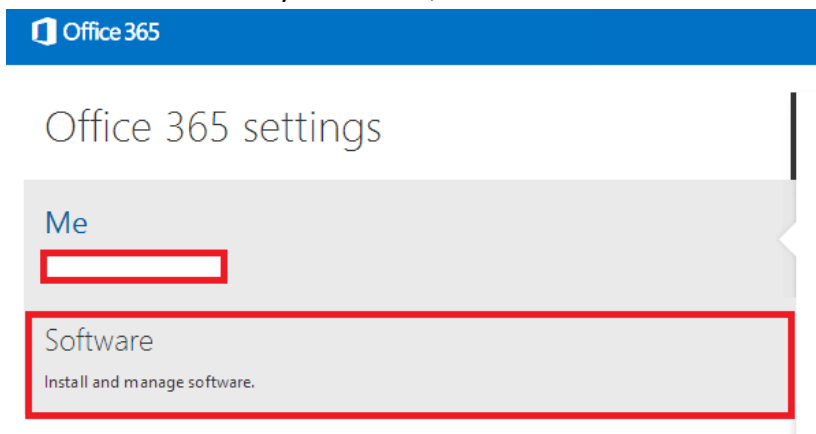 Office 365
Office 365 settings
Me
Software
Install and manage software.